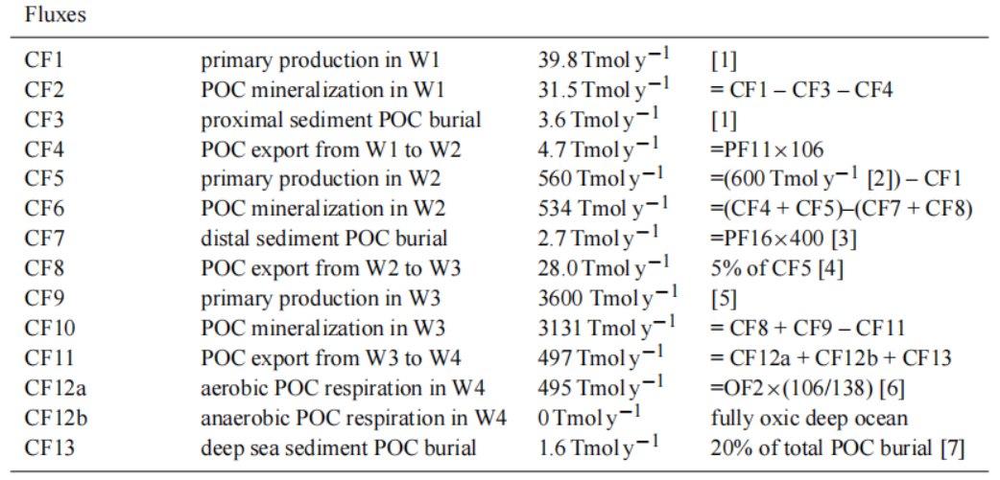 Fluxes
CF1 primary production in W1 39.8 Tmol y−1 [1]
CF2 POC mineralization in W1 31.5 Tmol y−1 = CF1 – CF3 – CF4
CF3 proximal sediment POC burial 3.6 Tmol y−1 [1]
CF4 POC export from W1 to W2 4.7 Tmol y−1 =PF11×106
CF5 primary production in W2 560 Tmol y−1 =(600 Tmol y−1 [2]) – CF1
CF6 POC mineralization in W2 534 Tmol y−1 =(CF4 + CF5)–(CF7 + CF8)
CF7 distal sediment POC burial 2.7 Tmol y−1 =PF16×400 [3]
CF8 POC export from W2 to W3 28.0 Tmol y−1 5% of CF5 [4]
CF9 primary production in W3 3600 Tmol y−1 [5]
CF10 POC mineralization in W3 3131 Tmol y−1 = CF8 + CF9 – CF11
CF11 POC export from W3 to W4 497 Tmol y−1 = CF12a + CF12b + CF13
CF12a aerobic POC respiration in W4 495 Tmol y−1 =OF2×(106/138) [6]
CF12b anaerobic POC respiration in W4 0 Tmol y−1 fully oxic deep ocean
CF13 deep sea sediment POC burial 1.6 Tmol y−1 20% of total POC burial [7]